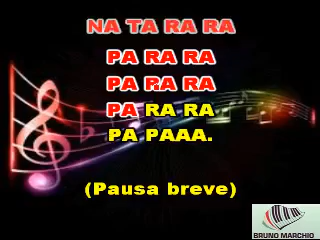 NA TA RA RA
PA RA RA
PA RA RA
PA RA RA
PA PAAA.
(Pausa breve)
BRUNO MARCHIO